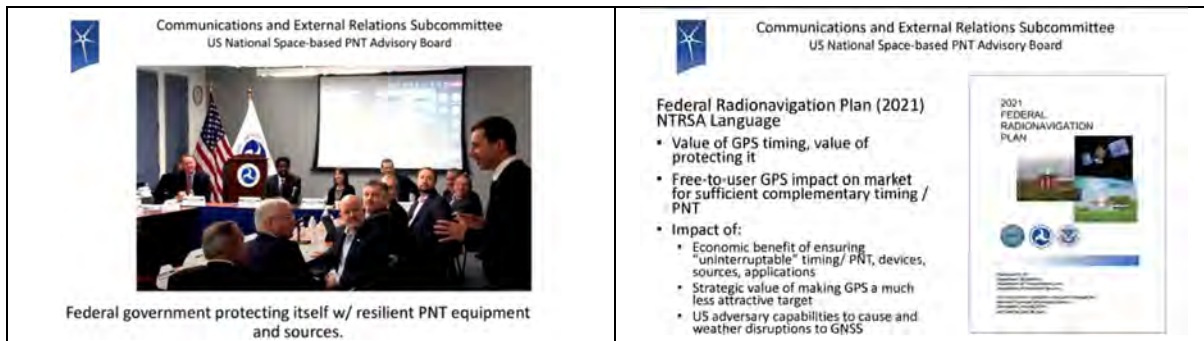 Communications and External Relations Subcommittee
US National Space-based PNT Advisory Board
Federal government protecting itself w/ resilient PNT equipment
and sources.
Communications and External Relations Subcommittee
US National Space-based PNT Advisory Board
Federal Radionavigation Plan (2021)
NTRSA Language
• Value of GPS timing, value of
protecting it
• Free-to-user GPS impact on market
for sufficient complementary timing /
PNT
• Impact of:
• Economic benefit of ensuring
"uninterruptable" timing/ PNT, devices,
sources, applications
• Strategic value of making GPS a much
less attractive target
• US adversary capabilities to cause and
weather disruptions to GNSS
2021
FEDERAL
RADIONAVIGATION
PLAN